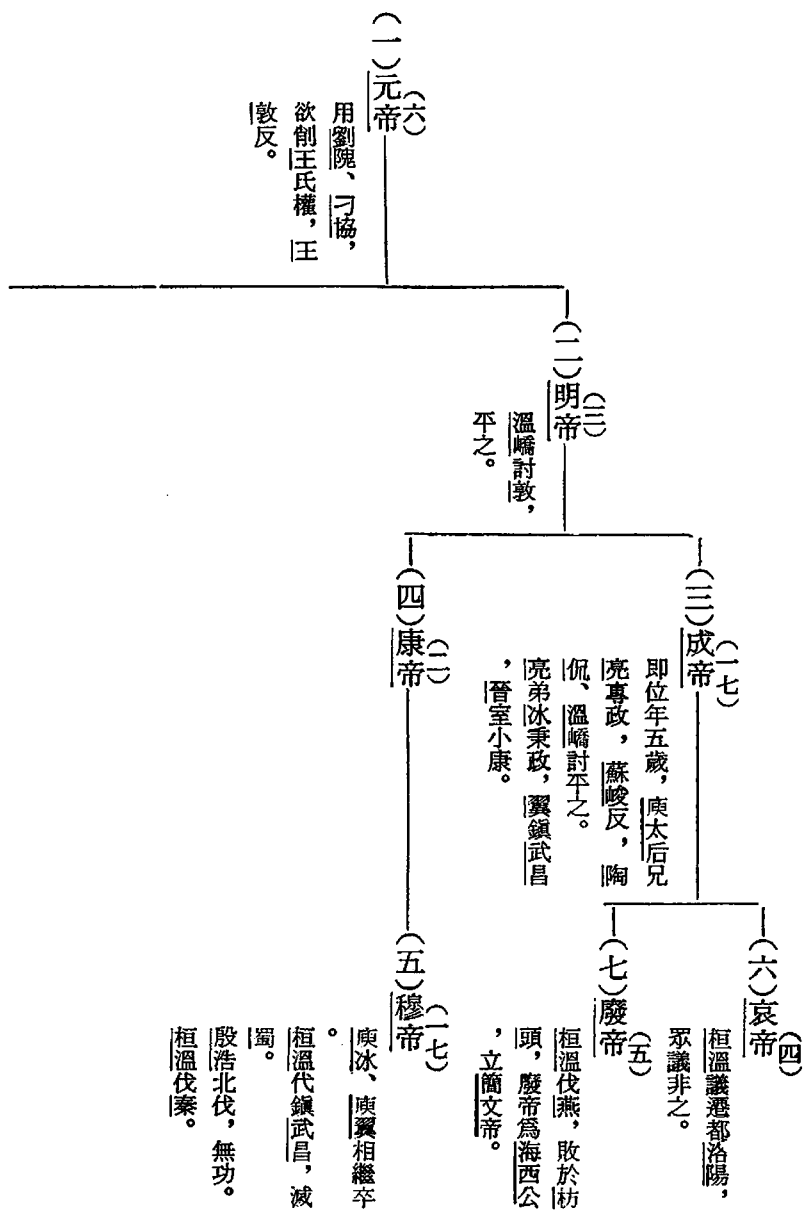 (一)元帝
(六)
用劉隗、刁協，
欲削王氏權，王
敦反。
(二)明帝
(三)
溫嶠討敦，
平之。
(三)成帝
(一七)
即位年五歲，庾太后兄
亮專政，蘇峻反，陶
侃、溫嶠討平之。
亮弟冰秉政，翼鎮武昌
，晉室小康。
(四)康帝
(二)
(五)穆帝
(一七)
庾冰、庾翼相繼卒
。
桓溫代鎮武昌，滅
蜀。
殷浩北伐，無功。
桓溫伐秦。
(六)哀帝
(四)
桓溫議遷都洛陽，
眾議非之。
(七)廢帝
(五)
桓溫伐燕，敗於枋
頭，廢帝爲海西公
，立簡文帝。